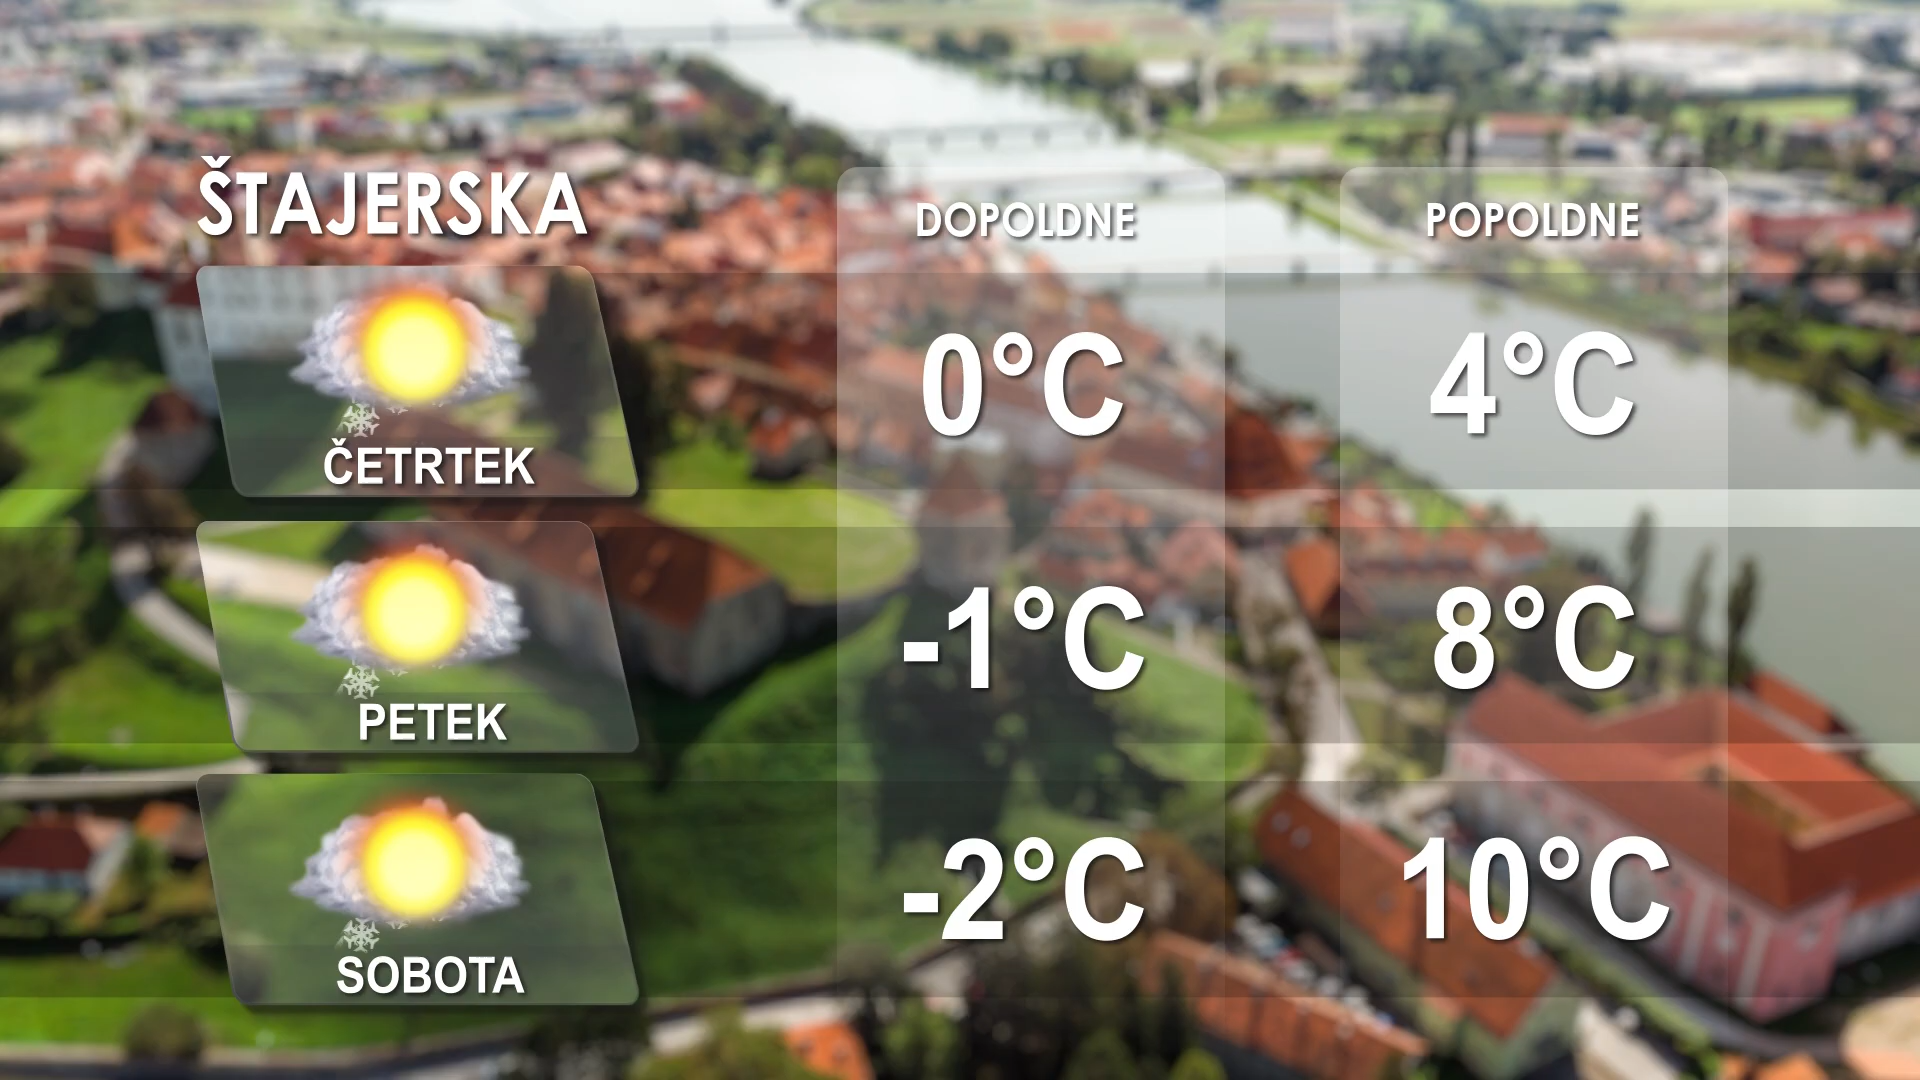 ŠTAJERSKA
DOPOLDNE POPOLDNE
ČETRTEK 0°C 4°C
PETEK -1°C 8°C
SOBOTA -2°C 10°C